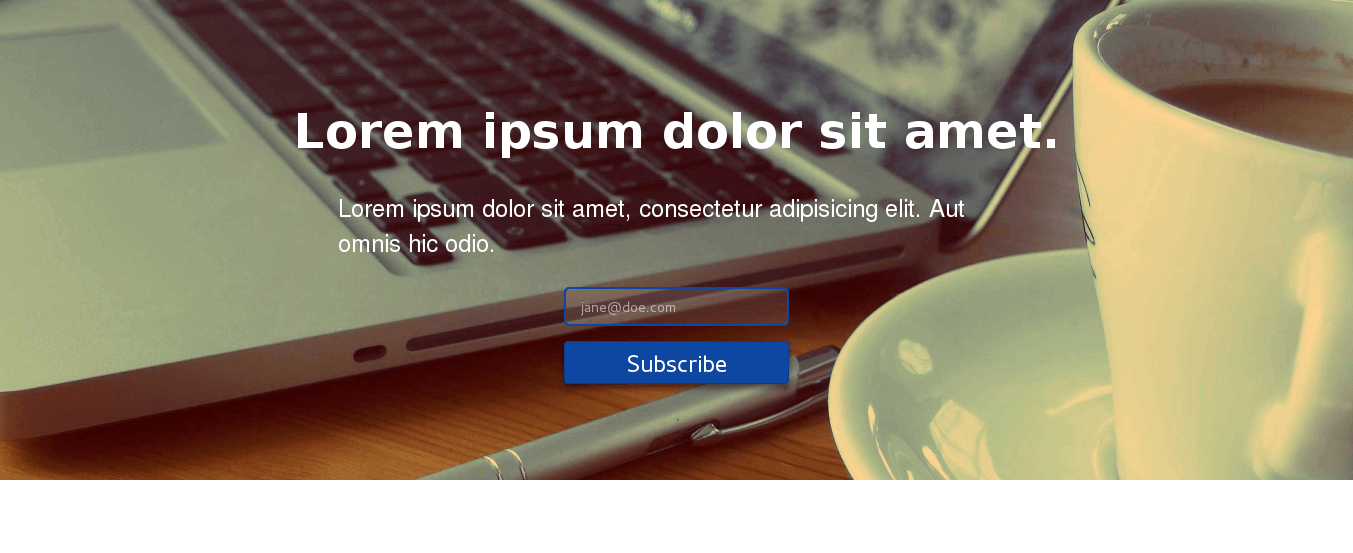 Lorem ipsum dolor sit amet.
Lorem ipsum dolor sit amet, consectetur adipisicing elit. Aut
omnis hic odio.
jane@doe.com
Subscribe